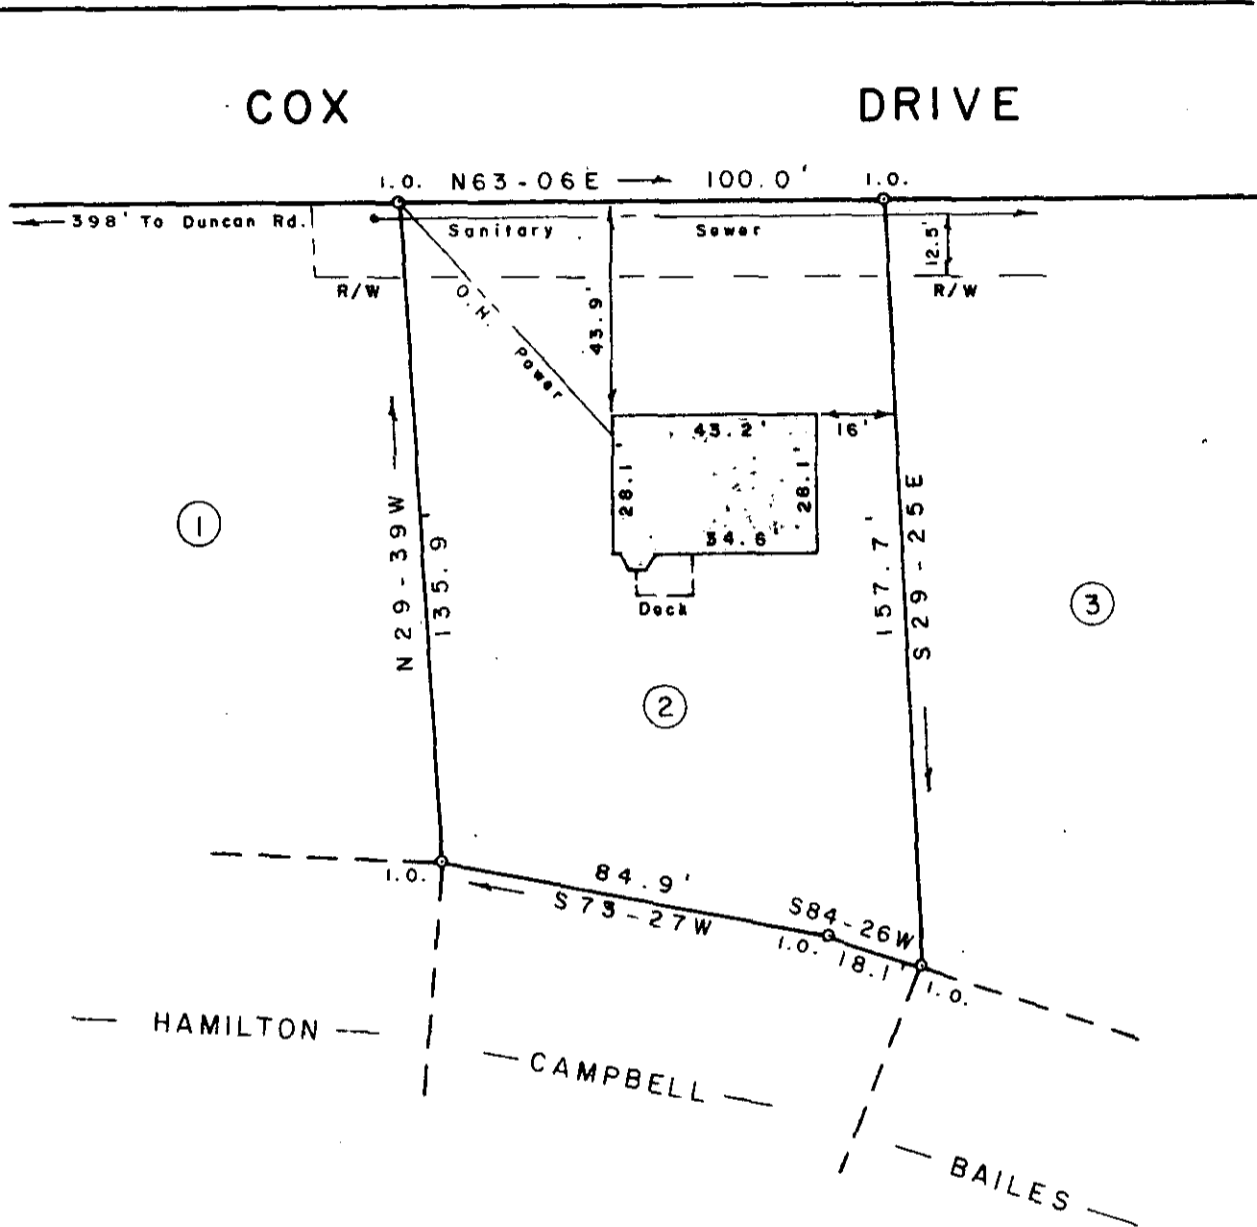 COX DRIVE
I.O. N63-06E 100.0' I.O.
398' To Duncan Rd.
Sanitary Sewer
12.5'
R/W
R/W
O.H. Power
43.9'
43.2'
16'
28.1'
28.1'
34.6'
Deck
N29-39W
135.9'
157.7'
S29-25E
1
2
3
I.O.
84.9'
S73-27W
S84-26W
I.O.
18.1'
I.O.
HAMILTON
CAMPBELL
BAILES